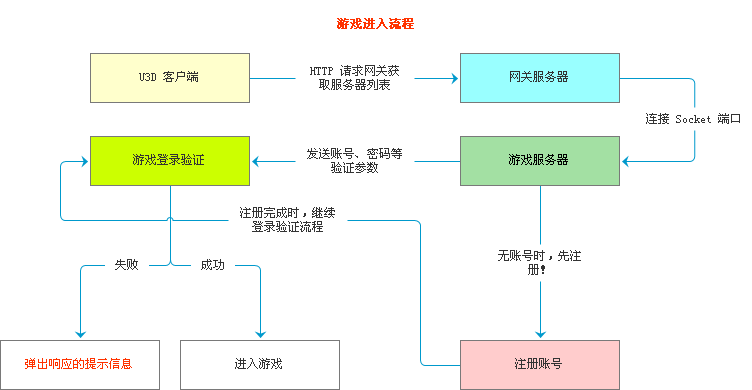 游戏进入流程
U3D 客户端
HTTP 请求网关获
取服务器列表
网关服务器
连接 Socket 端口
游戏登录验证
发送账号、密码等
验证参数
游戏服务器
注册完成时，继续
登录验证流程
无账号时，先注
册!
失败
成功
弹出响应的提示信息
进入游戏
注册账号